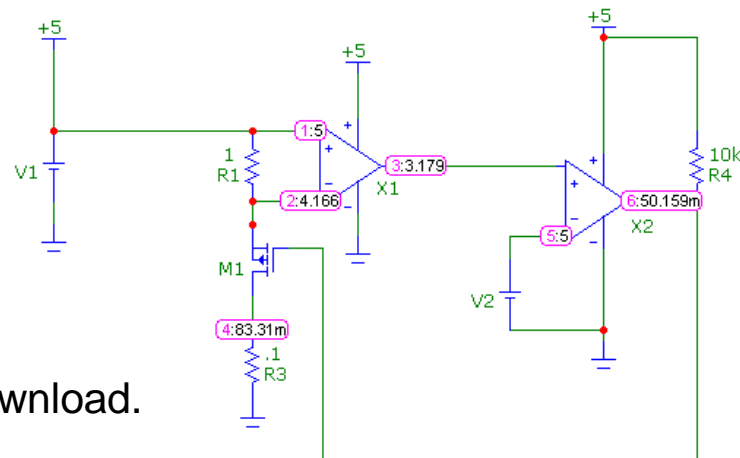 +5
+5
+5
1:5
+
+
1
R1
V1
3:3.179
10k
R4
-
2:4.166
X1
-
+
+
6:50.159m
-
X2
5:5
-
M1
V2
4:83.31m
.1
R3
wnload.